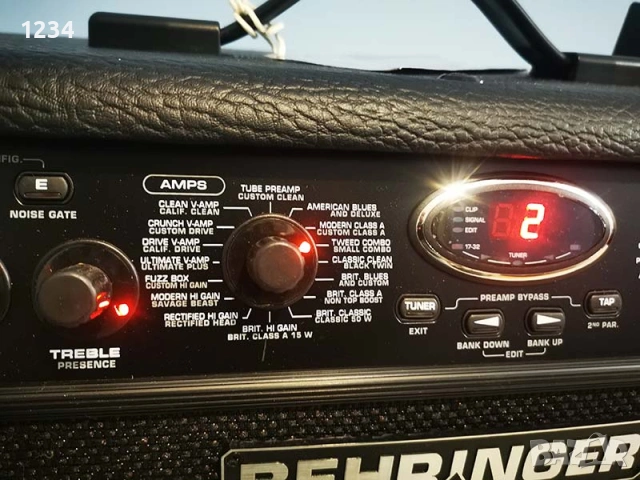 1234
FIG.
E
NOISE GATE
AMPS
TUBE PREAMP
CUSTOM CLEAN
CLEAN V-AMP
CALIF. CLEAN
AMERICAN BLUES
AND DELUXE
CRUNCH V-AMP
CUSTOM DRIVE
MODERN CLASS A
CUSTOM CLASS A
DRIVE V-AMP
CALIF. DRIVE
TWEED COMBO
SMALL COMBO
ULTIMATE V-AMP
ULTIMATE PLUS
CLASSIC CLEAN
BLACK TWIN
FUZZ BOX
CUSTOM HI GAIN
BRIT. BLUES
AND CUSTOM
MODERN HI GAIN
SAVAGE BEAST
BRIT. CLASS A
NON TOP BOOST
RECTIFIED HI GAIN
RECTIFIED HEAD
BRIT. CLASSIC
CLASSIC 50 W
BRIT. HI GAIN
BRIT. CLASS A 15 W
TREBLE
PRESENCE
CLIP
SIGNAL
EDIT
17-32
2
TUNER
TUNER
EXIT
PREAMP BYPASS
BANK DOWN
BANK UP
EDIT
TAP
2ND PAR.
BEHRINGER